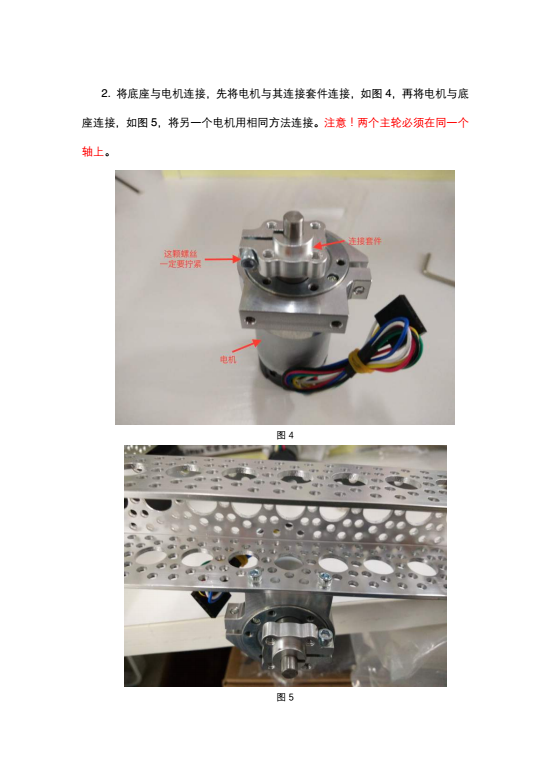 2. 将底座与电机连接，先将电机与其连接套件连接，如图 4，再将电机与底
座连接，如图 5，将另一个电机用相同方法连接。注意！两个主轮必须在同一个
轴上。
连接套件
这颗螺丝
一定要拧紧
电机
图 4
图 5